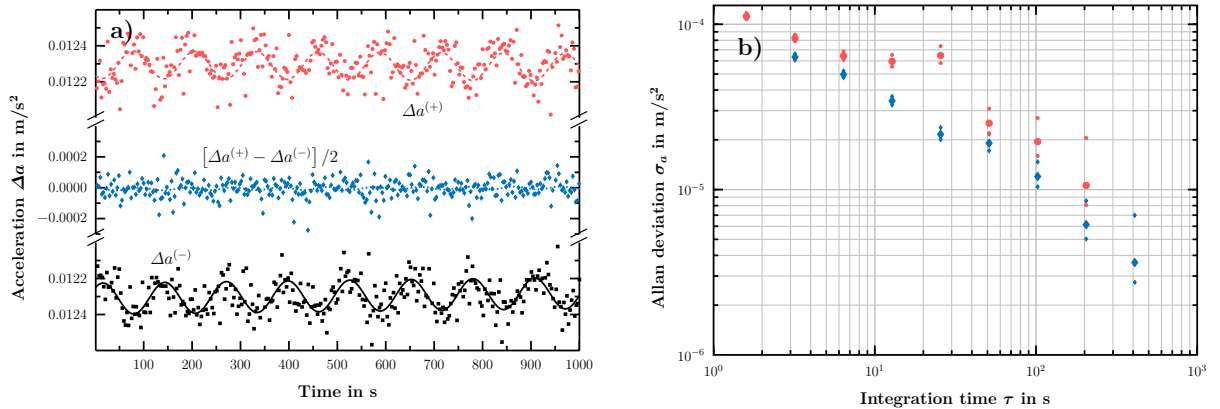 a)
Acceleration Δa in m/s²
0.0124
0.0122
Δa⁽⁺⁾
0.0002
0.0000
−0.0002
[Δa⁽⁺⁾ − Δa⁽⁻⁾] /2
Δa⁽⁻⁾
0.0122
0.0124
100 200 300 400 500 600 700 800 900 1000
Time in s
b)
Allan deviation σₐ in m/s²
10⁻⁴
10⁻⁵
10⁻⁶
10⁰ 10¹ 10² 10³
Integration time τ in s